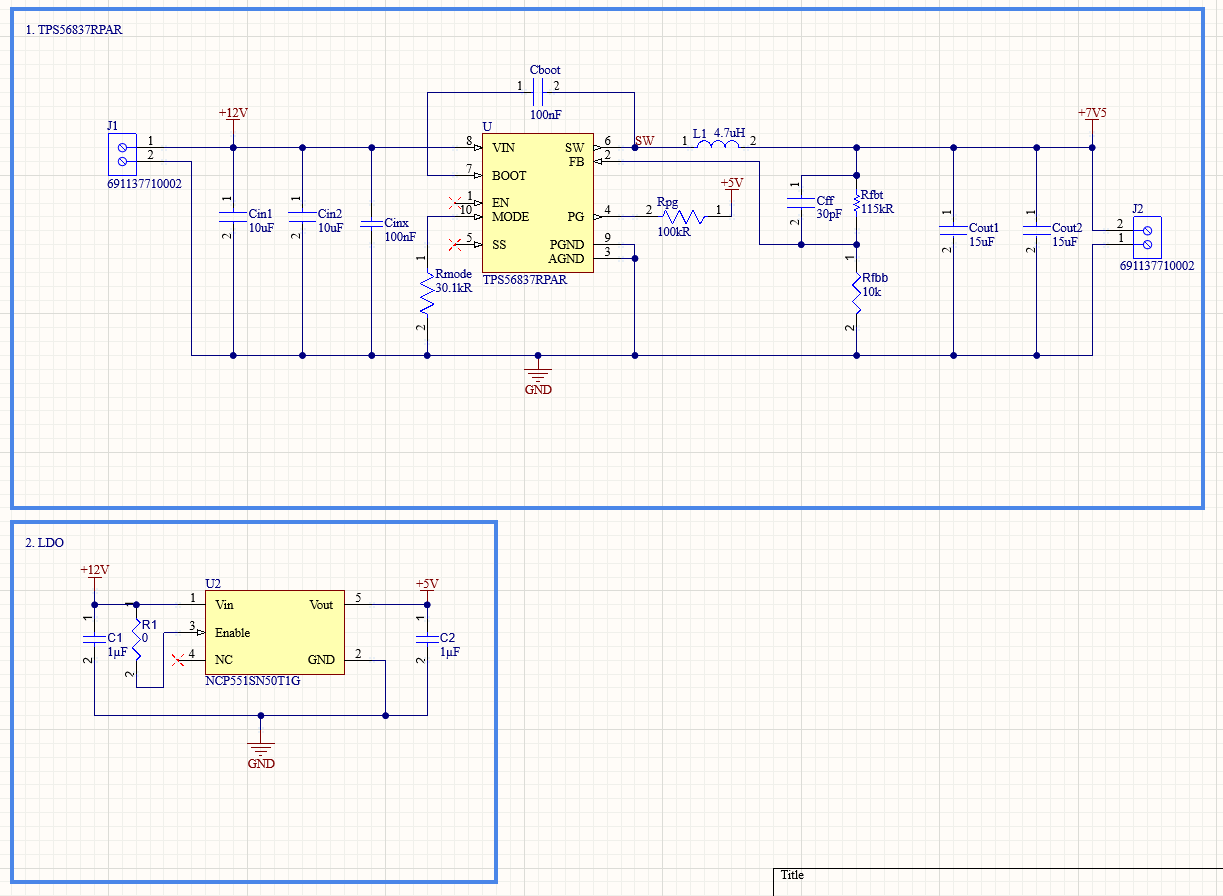 1. TPS56837RPAR
Cboot
1 2
100nF
+12V
+7V5
J1
1
2
691137710002
U
8 VIN
7 BOOT
1 EN
10 MODE
5 SS
SW 6
FB 2
PG 4
PGND 9
AGND 3
TPS56837RPAR
SW
1 L1 4.7uH 2
+5V
Rpg
2 1
100kR
1
Cin1
10uF
2
1
Cin2
10uF
2
Cinx
100nF
1
Rmode
30.1kR
2
1
Cff
30pF
2
Rfbt
115kR
1
Rfbb
10k
2
1
Cout1
15uF
2
1
Cout2
15uF
2
J2
2
1
691137710002
GND
2. LDO
+12V
U2
+5V
1
C1
1µF
2
1
R1
0
2
1 Vin
3 Enable
4 NC
Vout 5
GND 2
NCP551SN50T1G
1
C2
1µF
2
GND
Title